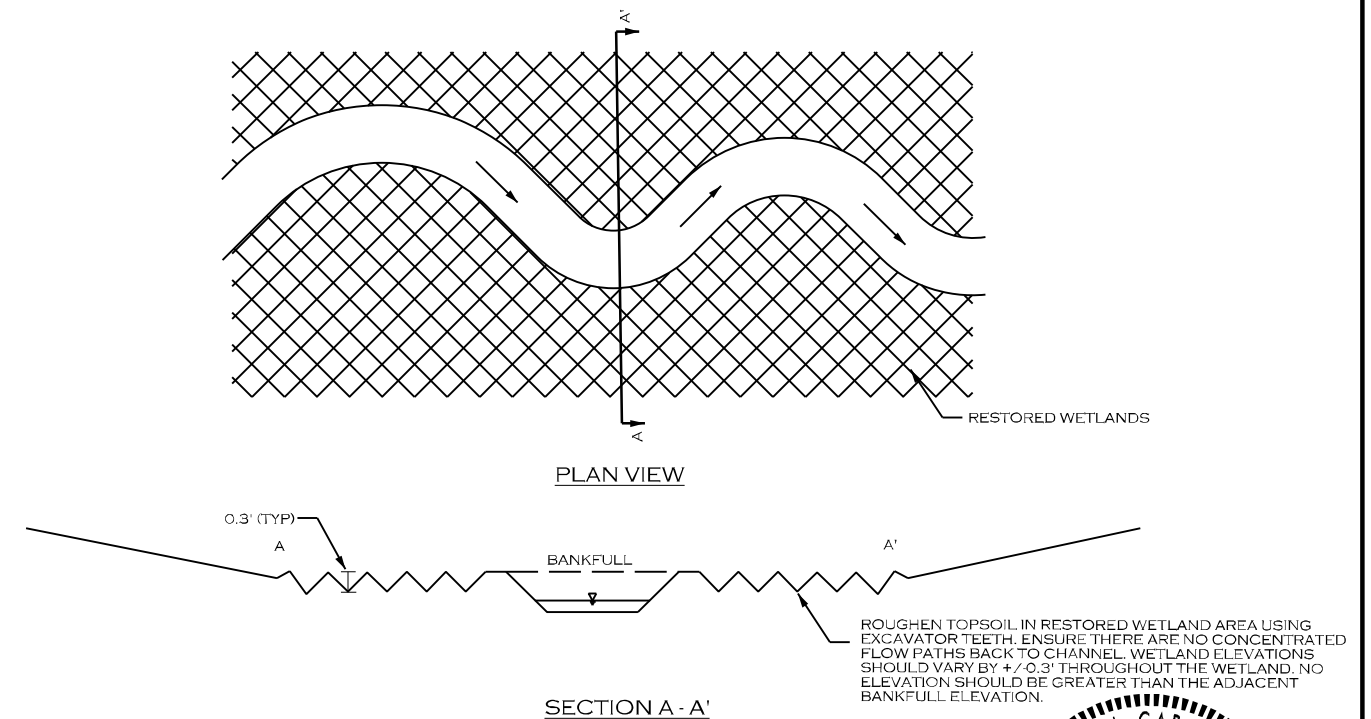 A'
RESTORED WETLANDS
A
PLAN VIEW
0.3' (TYP)
A
BANKFULL
A'
ROUGHEN TOPSOIL IN RESTORED WETLAND AREA USING
EXCAVATOR TEETH. ENSURE THERE ARE NO CONCENTRATED
FLOW PATHS BACK TO CHANNEL. WETLAND ELEVATIONS
SHOULD VARY BY +/-0.3' THROUGHOUT THE WETLAND. NO
ELEVATION SHOULD BE GREATER THAN THE ADJACENT
BANKFULL ELEVATION.
SECTION A - A'